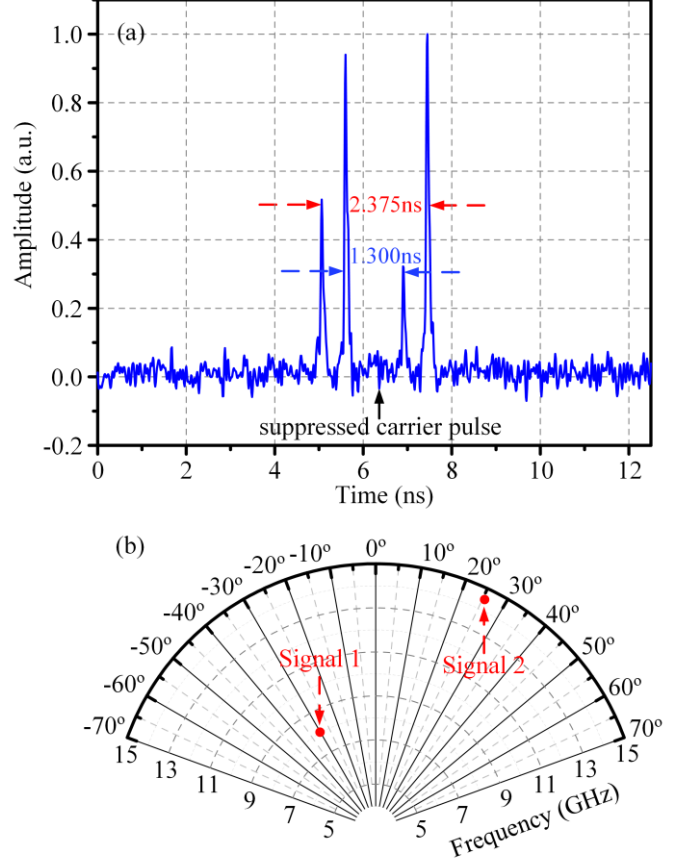 (a)
1.0
0.8
0.6
0.4
0.2
0.0
-0.2
Amplitude (a.u.)
2.375ns
1.300ns
suppressed carrier pulse
0 2 4 6 8 10 12
Time (ns)
(b)
-70º -60º -50º -40º -30º -20º -10º 0º 10º 20º 30º 40º 50º 60º 70º
Signal 1
Signal 2
15 13 11 9 7 5 5 7 9 11 13 15
Frequency (GHz)